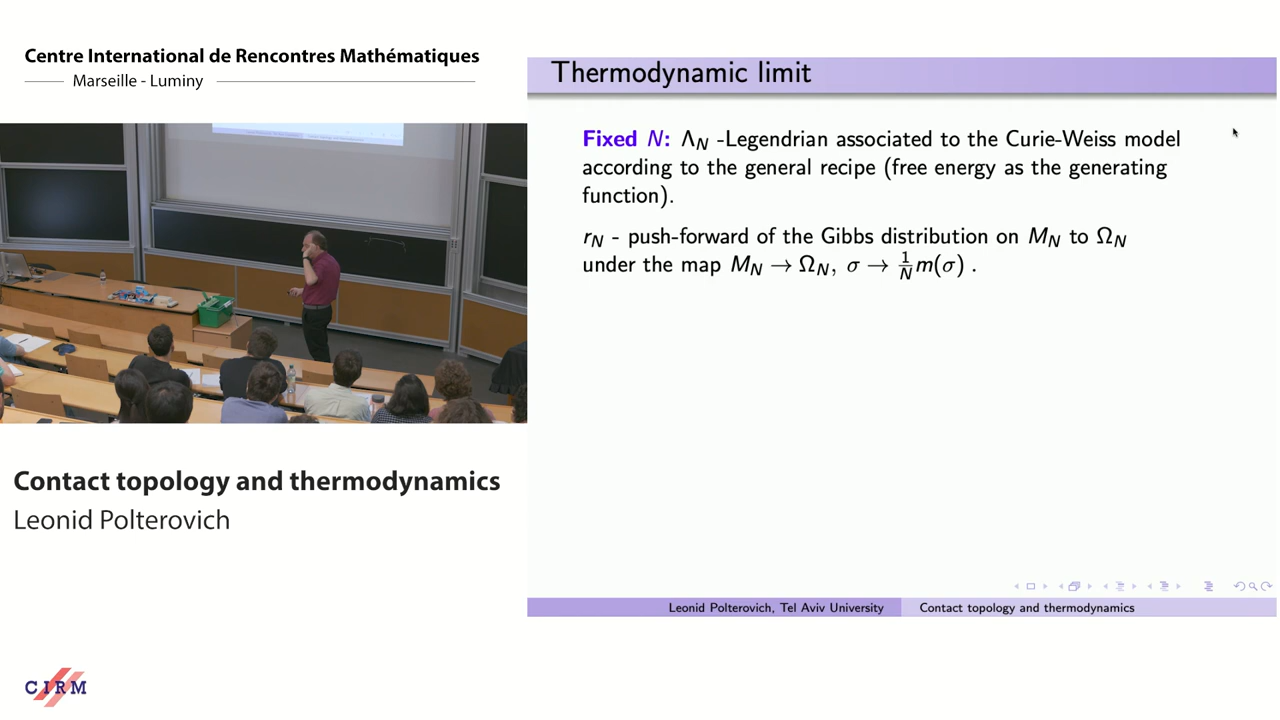 Centre International de Rencontres Mathématiques
Marseille - Luminy
Thermodynamic limit
Fixed N: Λ_N -Legendrian associated to the Curie-Weiss model
according to the general recipe (free energy as the generating
function).
r_N - push-forward of the Gibbs distribution on M_N to Ω_N
under the map M_N → Ω_N, σ → 1/N m(σ) .
Contact topology and thermodynamics
Leonid Polterovich
Leonid Polterovich, Tel Aviv University
Contact topology and thermodynamics
CIRM